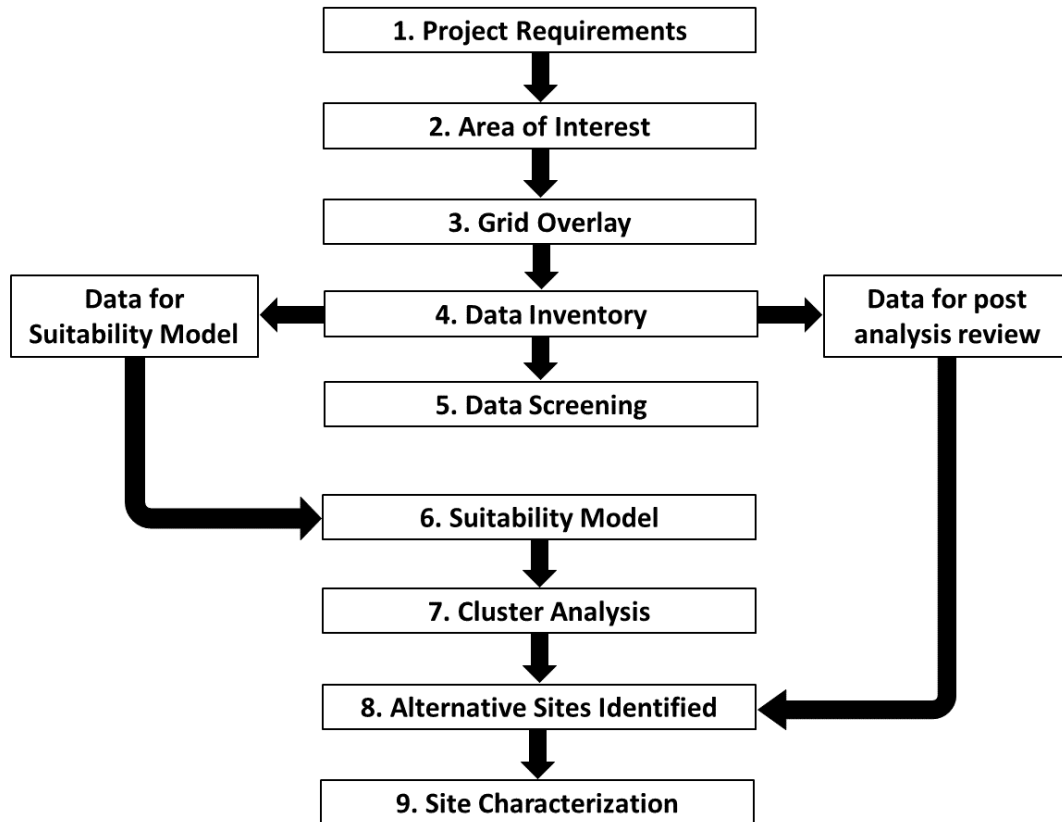 1. Project Requirements
2. Area of Interest
3. Grid Overlay
Data for
Suitability Model
4. Data Inventory
Data for post
analysis review
5. Data Screening
6. Suitability Model
7. Cluster Analysis
8. Alternative Sites Identified
9. Site Characterization